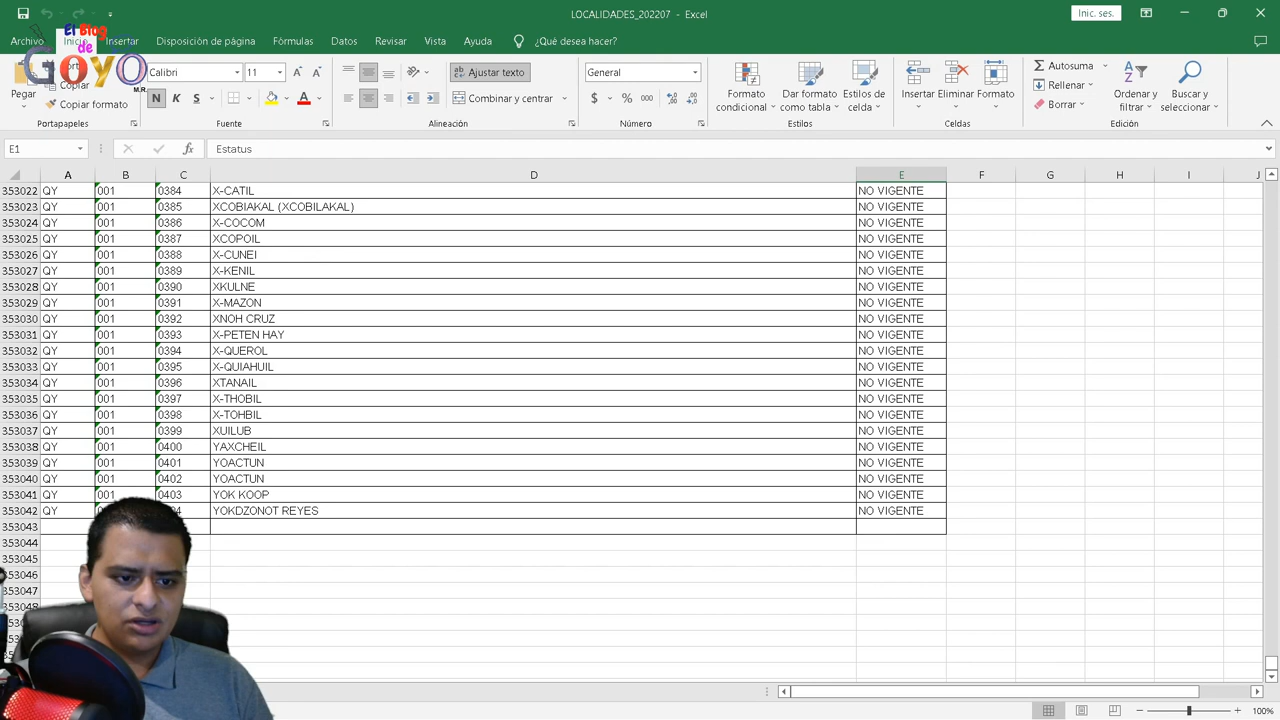 LOCALIDADES_202207 - Excel
Inic. ses.
El Blog
de
GOYO
M.R.
Archivo Inicio Insertar Disposición de página Fórmulas Datos Revisar Vista Ayuda ¿Qué desea hacer?
Pegar
Copiar
Copiar formato
Portapapeles
Calibri 11
N K S
Fuente
Ajustar texto
Combinar y centrar
Alineación
General
$ % 000
Número
Formato condicional
Dar formato como tabla
Estilos de celda
Estilos
Insertar Eliminar Formato
Celdas
Autosuma
Rellenar
Borrar
Ordenar y filtrar
Buscar y seleccionar
Edición
E1 fx Estatus
A B C D E F G H I J
353022 QY 001 0384 X-CATIL NO VIGENTE
353023 QY 001 0385 XCOBIAKAL (XCOBILAKAL) NO VIGENTE
353024 QY 001 0386 X-COCOM NO VIGENTE
353025 QY 001 0387 XCOPOIL NO VIGENTE
353026 QY 001 0388 X-CUNEI NO VIGENTE
353027 QY 001 0389 X-KENIL NO VIGENTE
353028 QY 001 0390 XKULNE NO VIGENTE
353029 QY 001 0391 X-MAZON NO VIGENTE
353030 QY 001 0392 XNOH CRUZ NO VIGENTE
353031 QY 001 0393 X-PETEN HAY NO VIGENTE
353032 QY 001 0394 X-QUEROL NO VIGENTE
353033 QY 001 0395 X-QUIAHUIL NO VIGENTE
353034 QY 001 0396 XTANAIL NO VIGENTE
353035 QY 001 0397 X-THOBIL NO VIGENTE
353036 QY 001 0398 X-TOHBIL NO VIGENTE
353037 QY 001 0399 XUILUB NO VIGENTE
353038 QY 001 0400 YAXCHEIL NO VIGENTE
353039 QY 001 0401 YOACTUN NO VIGENTE
353040 QY 001 0402 YOACTUN NO VIGENTE
353041 QY 001 0403 YOK KOOP NO VIGENTE
353042 QY YOKDZONOT REYES NO VIGENTE
353043
353044
353045
353046
353047
100%